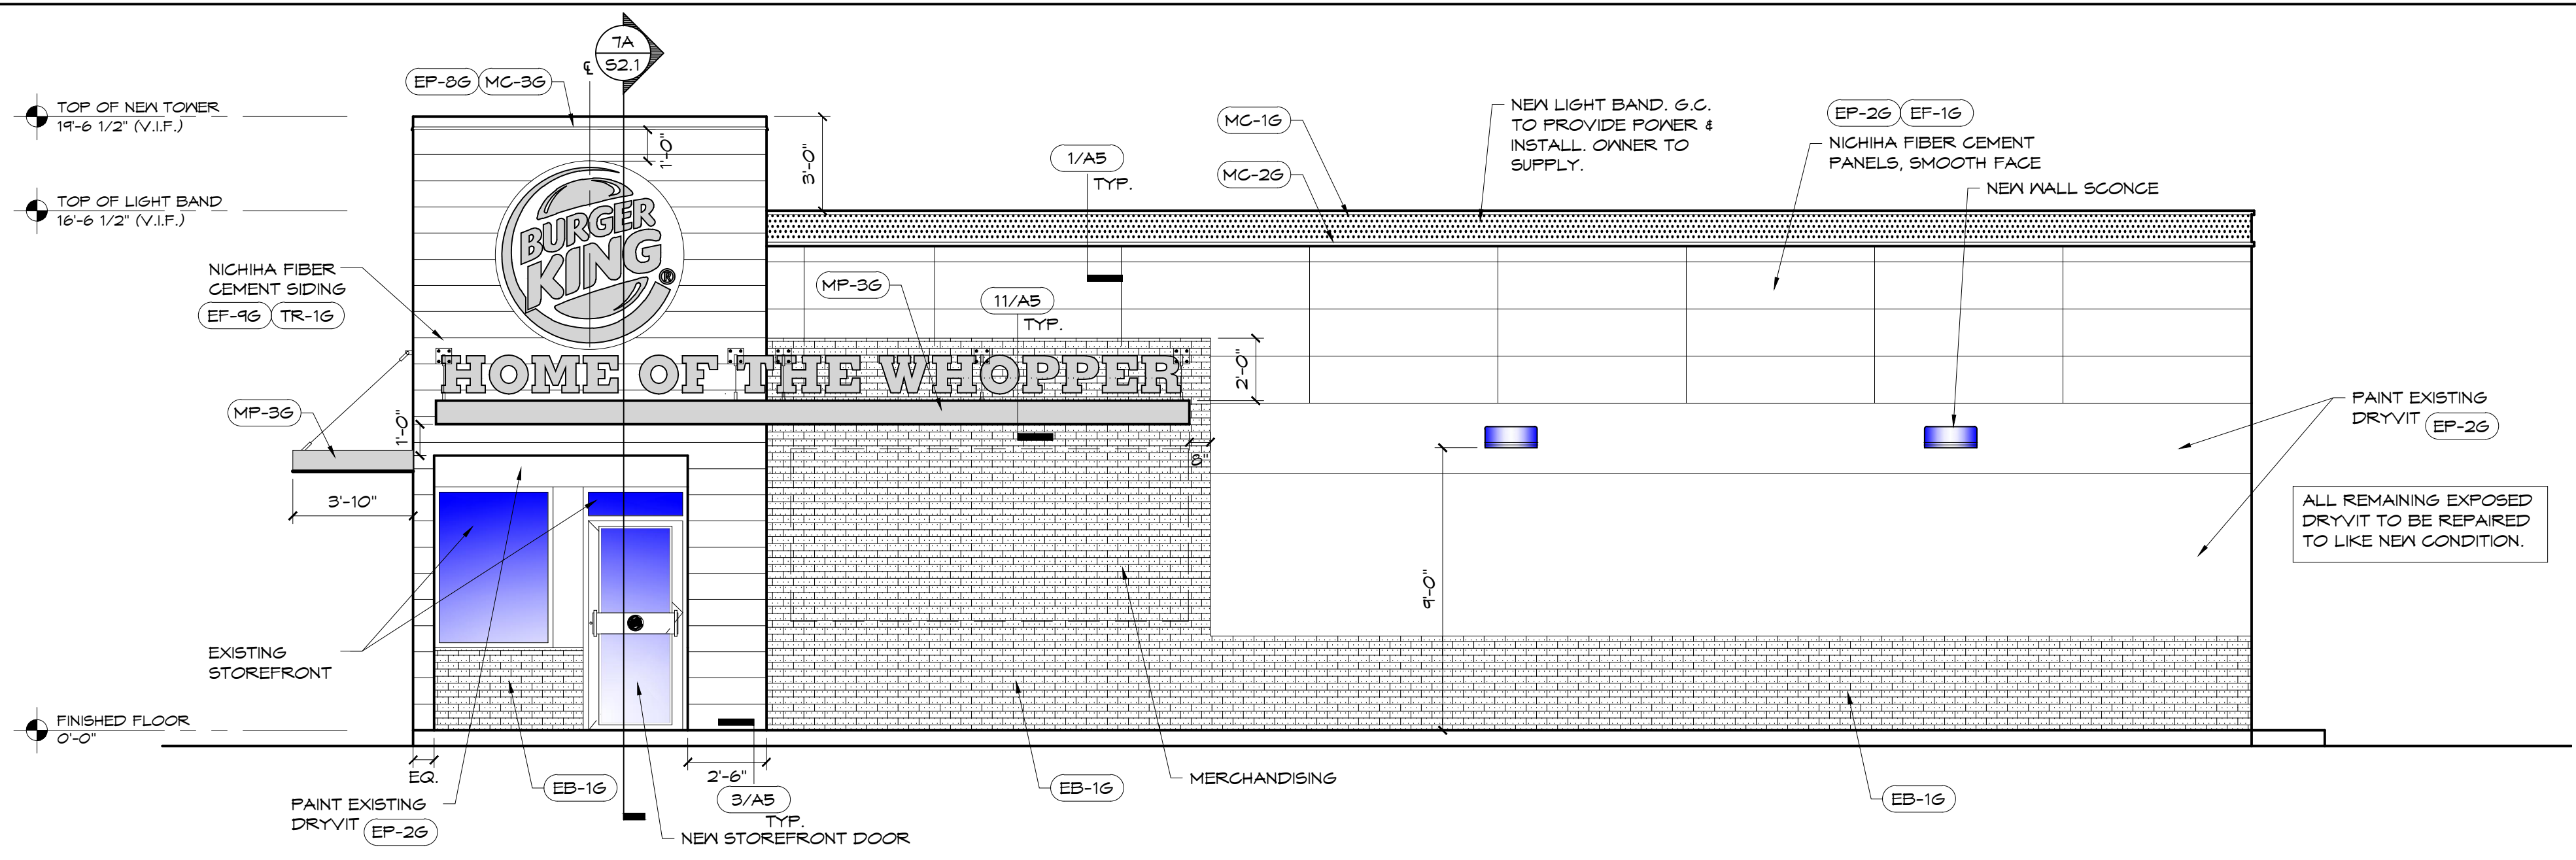 7A
S2.1
℄
EP-8G MC-3G
TOP OF NEW TOWER
19'-6 1/2" (V.I.F.)
TOP OF LIGHT BAND
16'-6 1/2" (V.I.F.)
1'-0"
3'-0"
1/A5
TYP.
MC-1G
MC-2G
NEW LIGHT BAND. G.C.
TO PROVIDE POWER &
INSTALL. OWNER TO
SUPPLY.
EP-2G EF-1G
NICHIHA FIBER CEMENT
PANELS, SMOOTH FACE
NEW WALL SCONCE
NICHIHA FIBER
CEMENT SIDING
EF-9G TR-1G
BURGER
KING®
MP-3G
11/A5
TYP.
HOME OF THE WHOPPER
2'-0"
MP-3G
1'-0"
8"
3'-10"
PAINT EXISTING
DRYVIT EP-2G
ALL REMAINING EXPOSED
DRYVIT TO BE REPAIRED
TO LIKE NEW CONDITION.
9'-0"
EXISTING
STOREFRONT
FINISHED FLOOR
0'-0"
EQ.
2'-6"
EB-1G
3/A5
TYP.
EB-1G
MERCHANDISING
EB-1G
PAINT EXISTING
DRYVIT EP-2G
NEW STOREFRONT DOOR